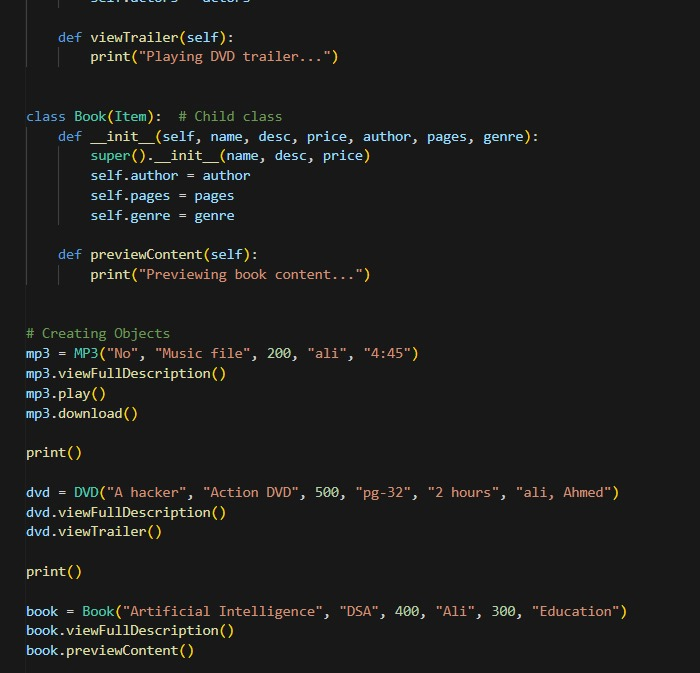 def viewTrailer(self):
print("Playing DVD trailer...")
class Book(Item):  # Child class
def __init__(self, name, desc, price, author, pages, genre):
super().__init__(name, desc, price)
self.author = author
self.pages = pages
self.genre = genre
def previewContent(self):
print("Previewing book content...")
# Creating Objects
mp3 = MP3("No", "Music file", 200, "ali", "4:45")
mp3.viewFullDescription()
mp3.play()
mp3.download()
print()
dvd = DVD("A hacker", "Action DVD", 500, "pg-32", "2 hours", "ali, Ahmed")
dvd.viewFullDescription()
dvd.viewTrailer()
print()
book = Book("Artificial Intelligence", "DSA", 400, "Ali", 300, "Education")
book.viewFullDescription()
book.previewContent()